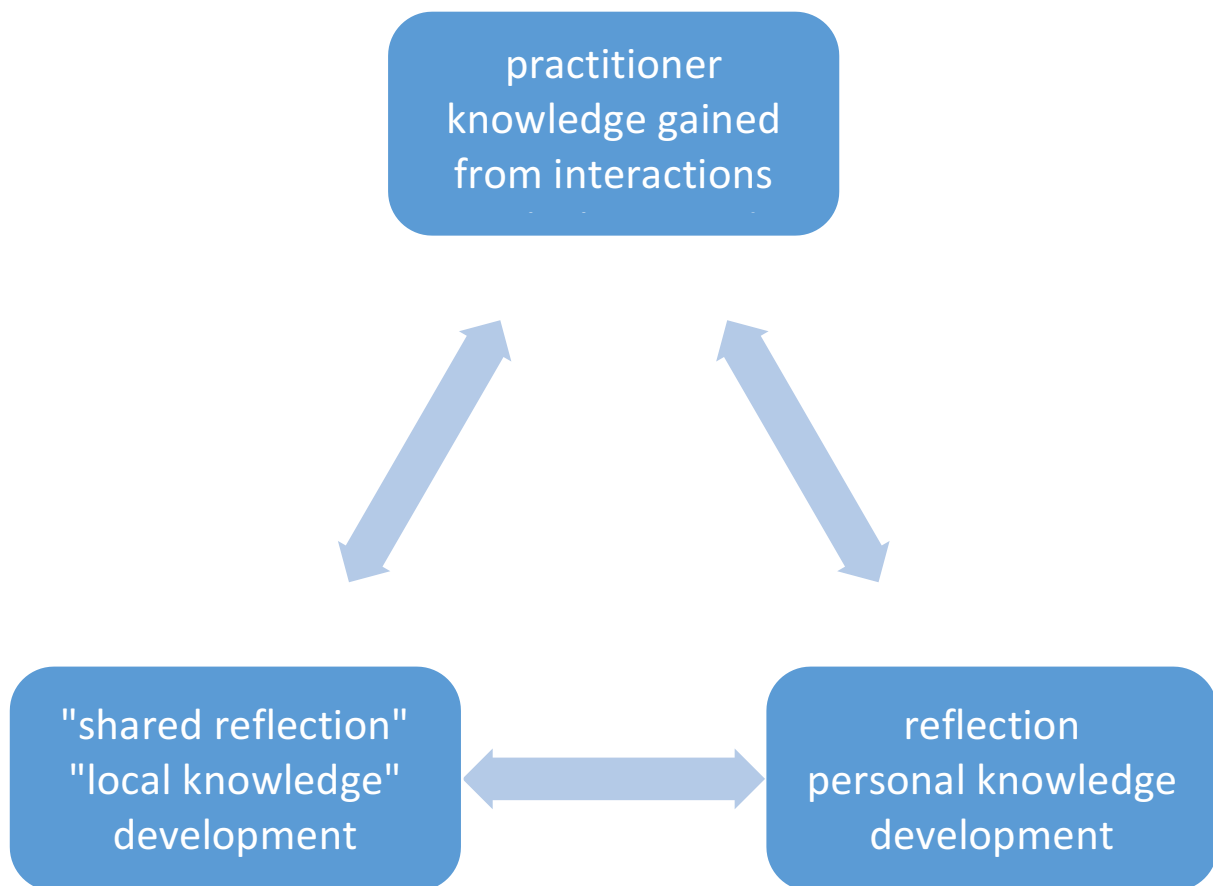 practitioner
knowledge gained
from interactions
"shared reflection"
"local knowledge"
development
reflection
personal knowledge
development